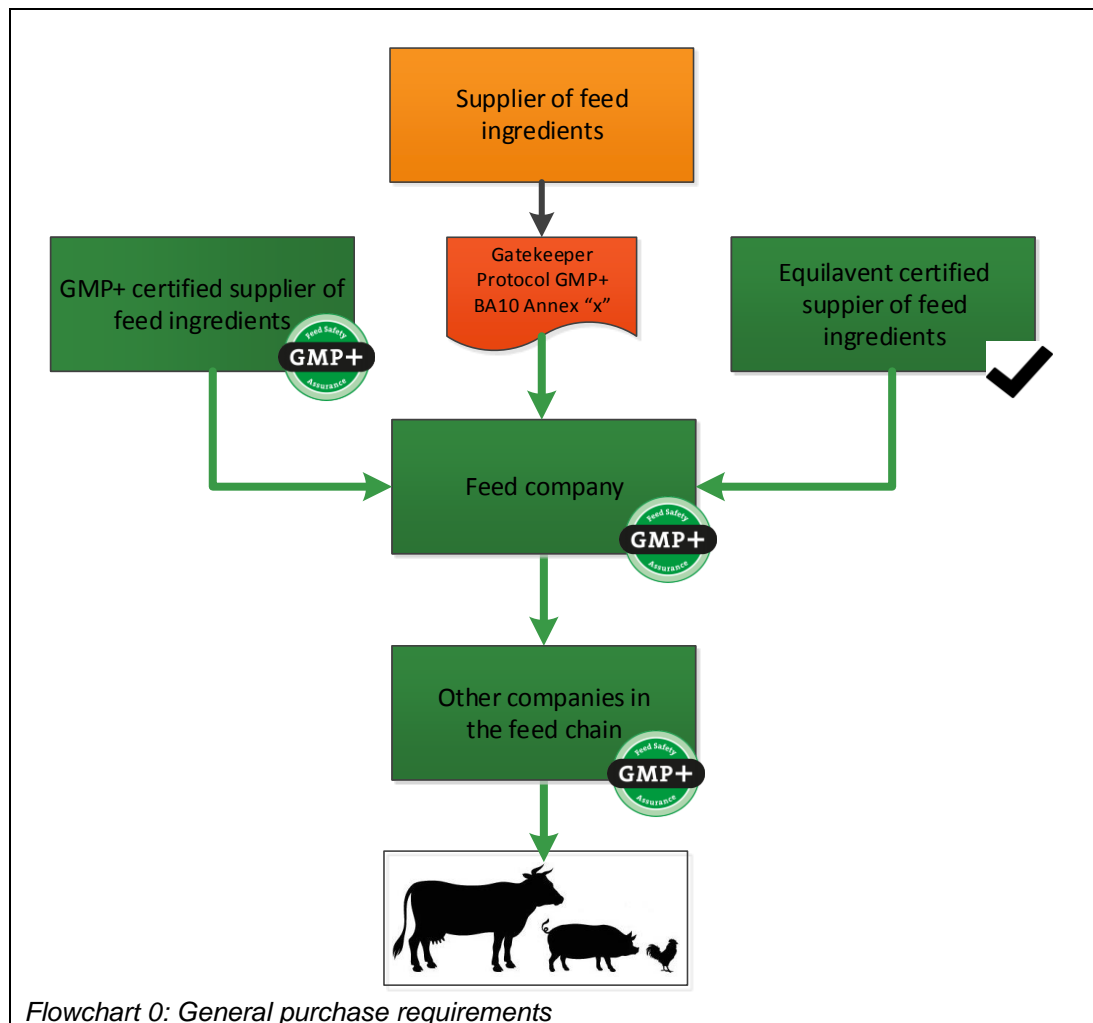 Supplier of feed
ingredients
GMP+ certified supplier of
feed ingredients
Feed Safety
GMP+
Assurance
Gatekeeper
Protocol GMP+
BA10 Annex “x”
Equilavent certified
suppier of feed
ingredients
Feed company
Feed Safety
GMP+
Assurance
Other companies in
the feed chain
Feed Safety
GMP+
Assurance
Flowchart 0: General purchase requirements